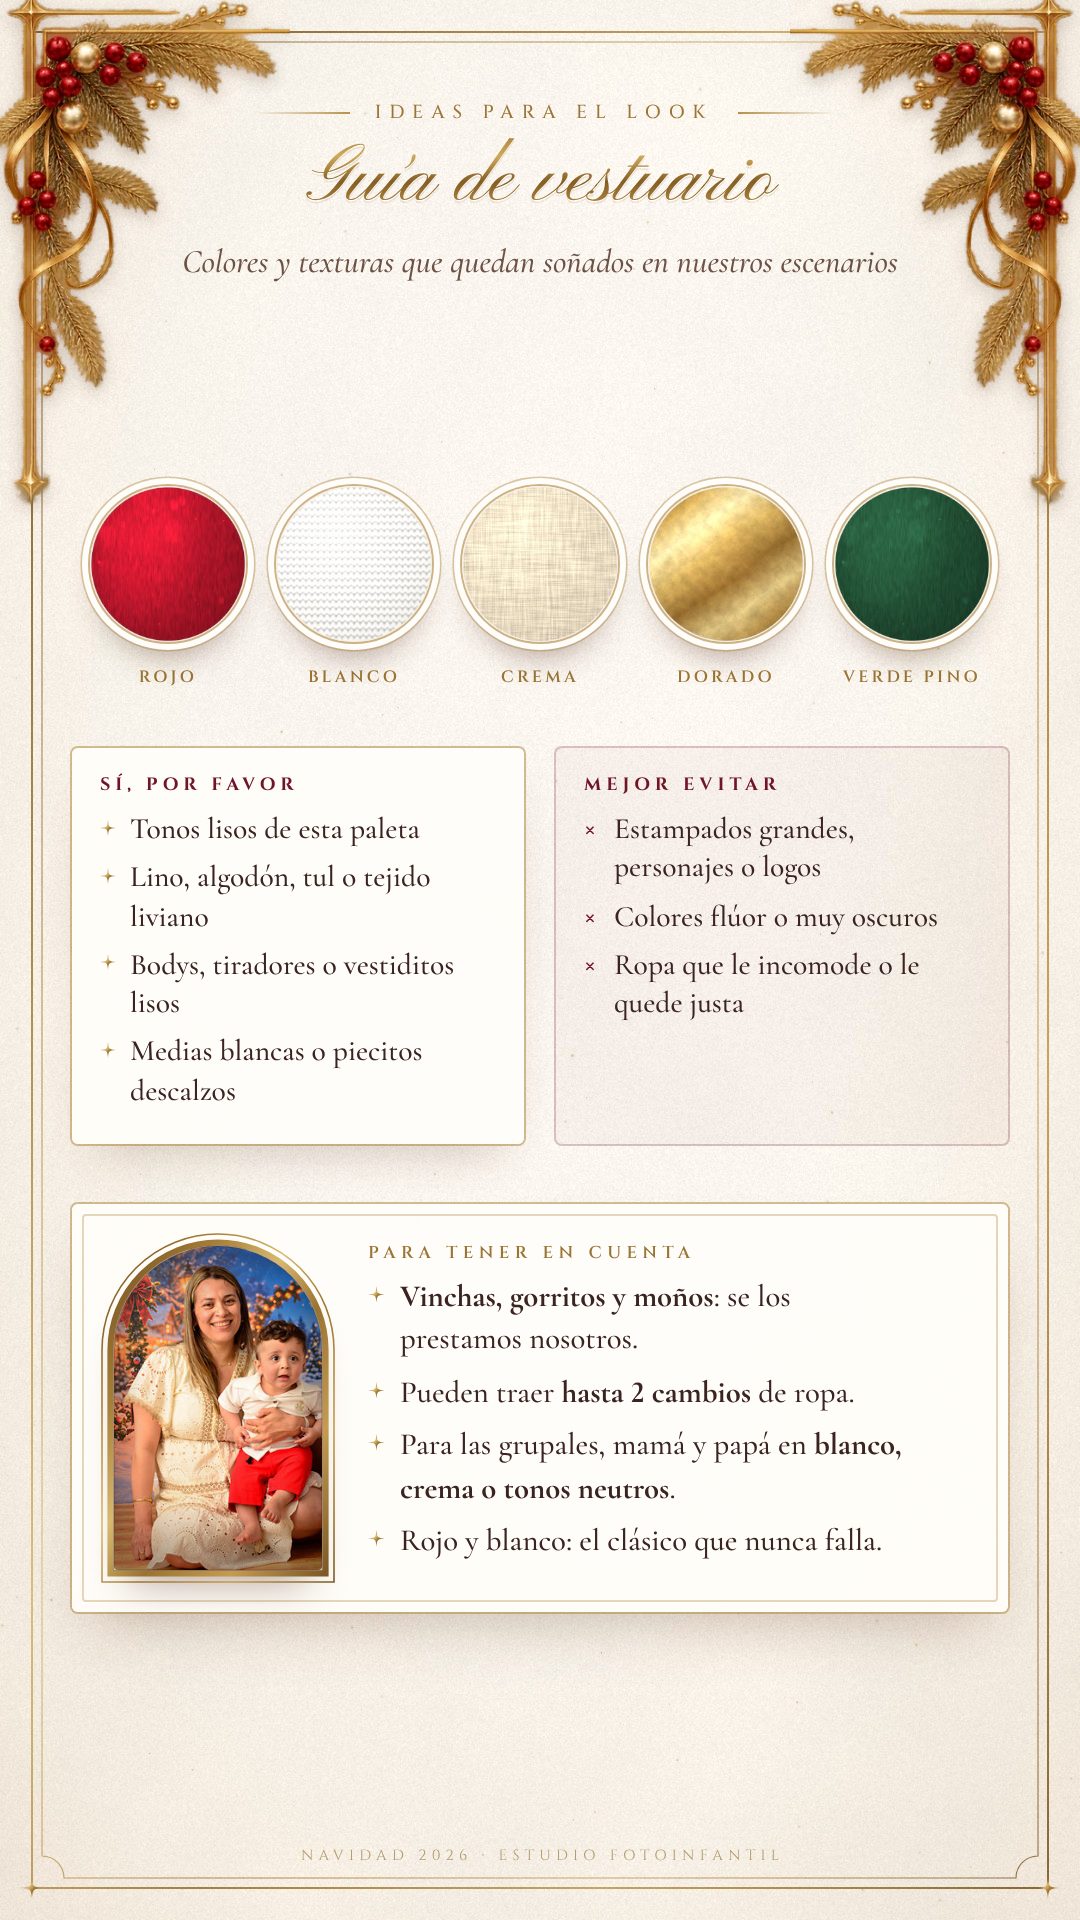 IDEAS PARA EL LOOK
Guía de vestuario
Colores y texturas que quedan soñados en nuestros escenarios
ROJO
BLANCO
CREMA
DORADO
VERDE PINO
SÍ, POR FAVOR
Tonos lisos de esta paleta
Lino, algodón, tul o tejido
liviano
Bodys, tiradores o vestiditos
lisos
Medias blancas o piecitos
descalzos
MEJOR EVITAR
Estampados grandes,
personajes o logos
Colores flúor o muy oscuros
Ropa que le incomode o le
quede justa
PARA TENER EN CUENTA
Vinchas, gorritos y moños: se los
prestamos nosotros.
Pueden traer hasta 2 cambios de ropa.
Para las grupales, mamá y papá en blanco,
crema o tonos neutros.
Rojo y blanco: el clásico que nunca falla.
NAVIDAD 2026 · ESTUDIO FOTOINFANTIL